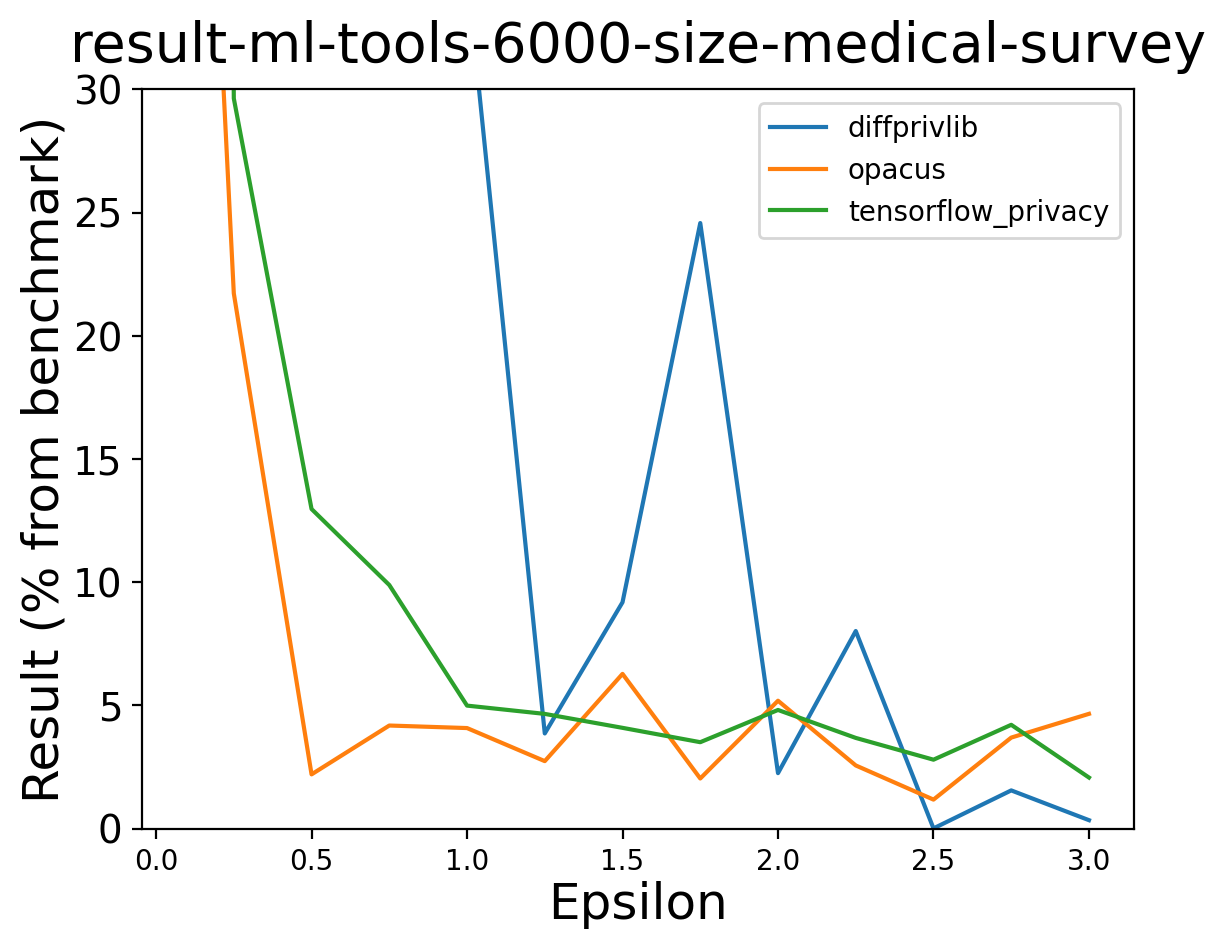 result-ml-tools-6000-size-medical-survey
30
25
20
15
10
5
0
Result (% from benchmark)
diffprivlib
opacus
tensorflow_privacy
0.0 0.5 1.0 1.5 2.0 2.5 3.0
Epsilon